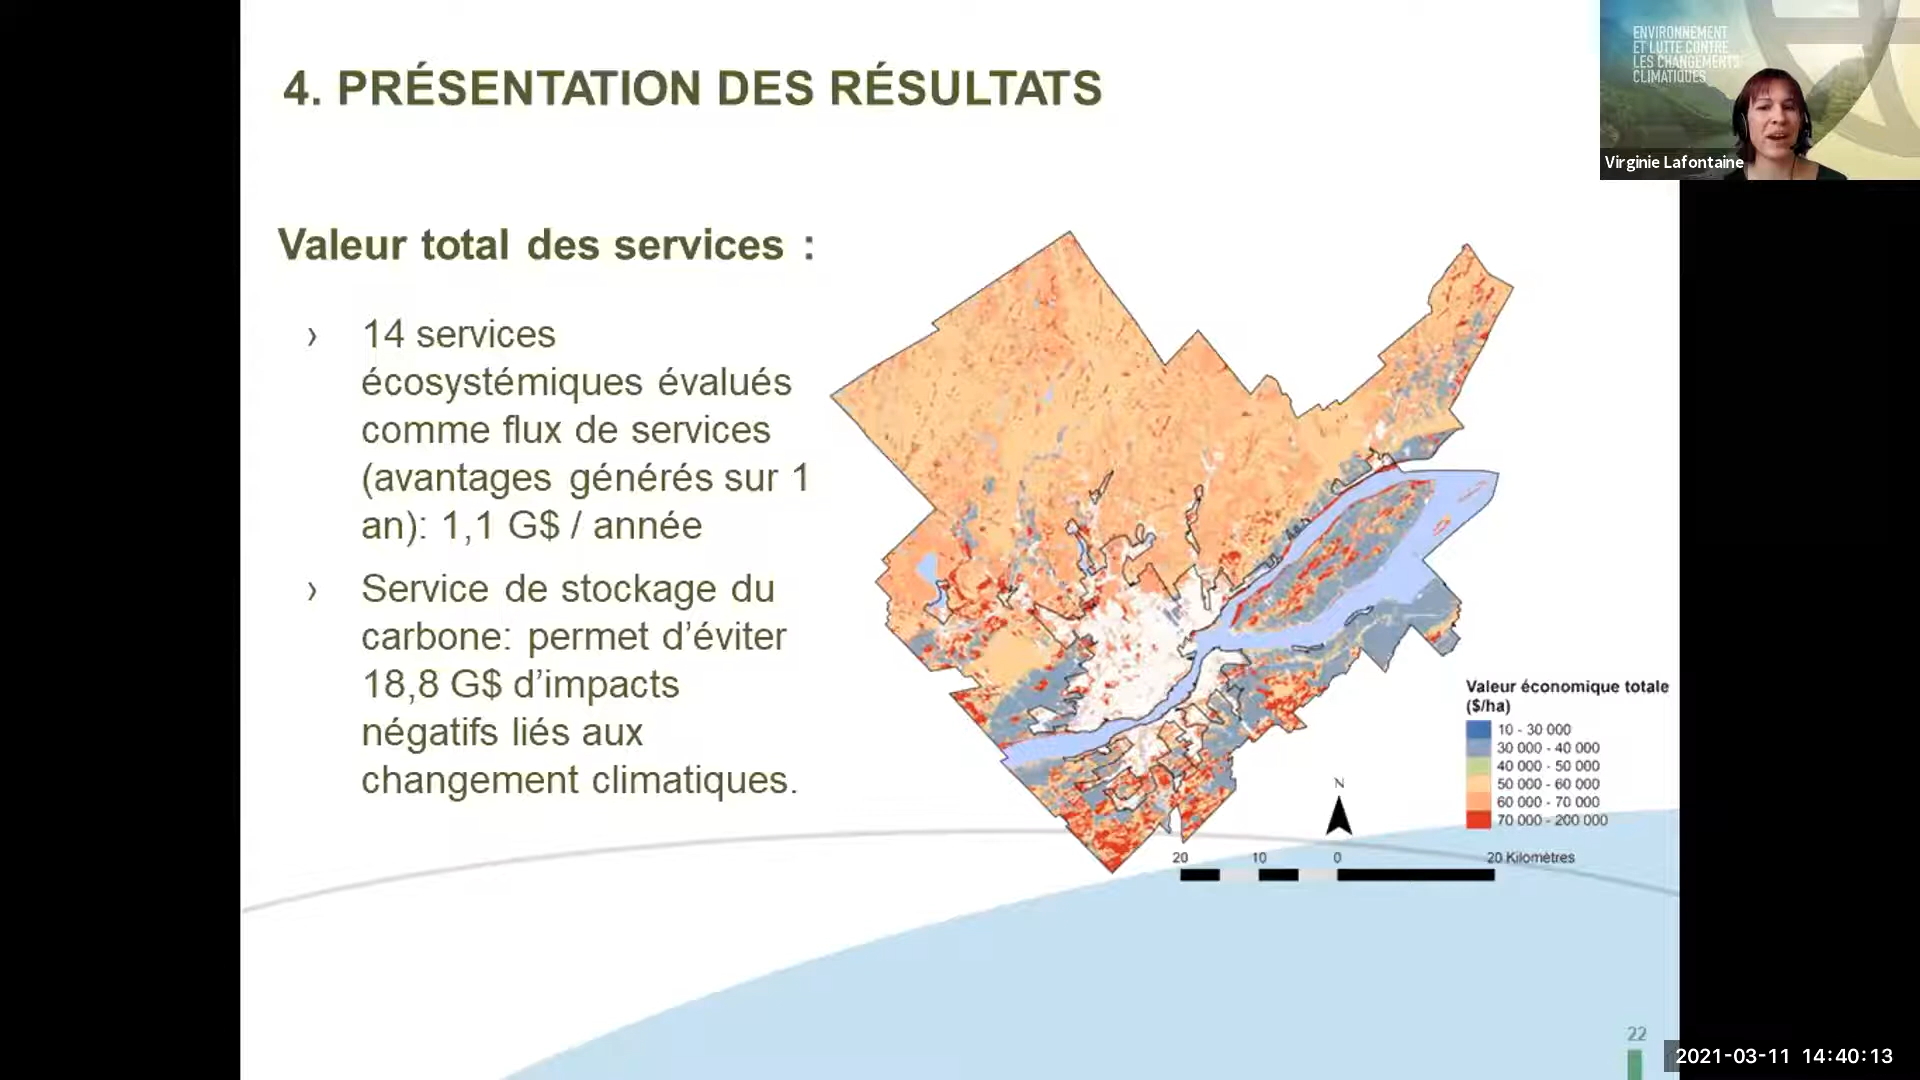 4. PRÉSENTATION DES RÉSULTATS
ENVIRONNEMENT
ET LUTTE CONTRE
LES CHANGEMENTS
CLIMATIQUES
Virginie Lafontaine
Valeur total des services :
› 14 services
écosystémiques évalués
comme flux de services
(avantages générés sur 1
an): 1,1 G$ / année
› Service de stockage du
carbone: permet d’éviter
18,8 G$ d’impacts
négatifs liés aux
changement climatiques.
Valeur économique totale
($/ha)
10 - 30 000
30 000 - 40 000
40 000 - 50 000
50 000 - 60 000
60 000 - 70 000
70 000 - 200 000
N
20 10 0 20 Kilomètres
22
2021-03-11 14:40:13